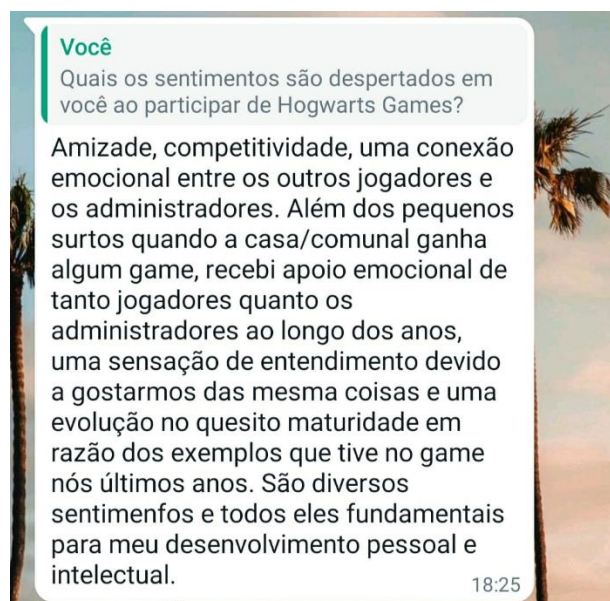 Você
Quais os sentimentos são despertados em
você ao participar de Hogwarts Games?
Amizade, competitividade, uma conexão
emocional entre os outros jogadores e
os administradores. Além dos pequenos
surtos quando a casa/comunal ganha
algum game, recebi apoio emocional de
tanto jogadores quanto os
administradores ao longo dos anos,
uma sensação de entendimento devido
a gostarmos das mesma coisas e uma
evolução no quesito maturidade em
razão dos exemplos que tive no game
nós últimos anos. São diversos
sentimenfos e todos eles fundamentais
para meu desenvolvimento pessoal e
intelectual.
18:25